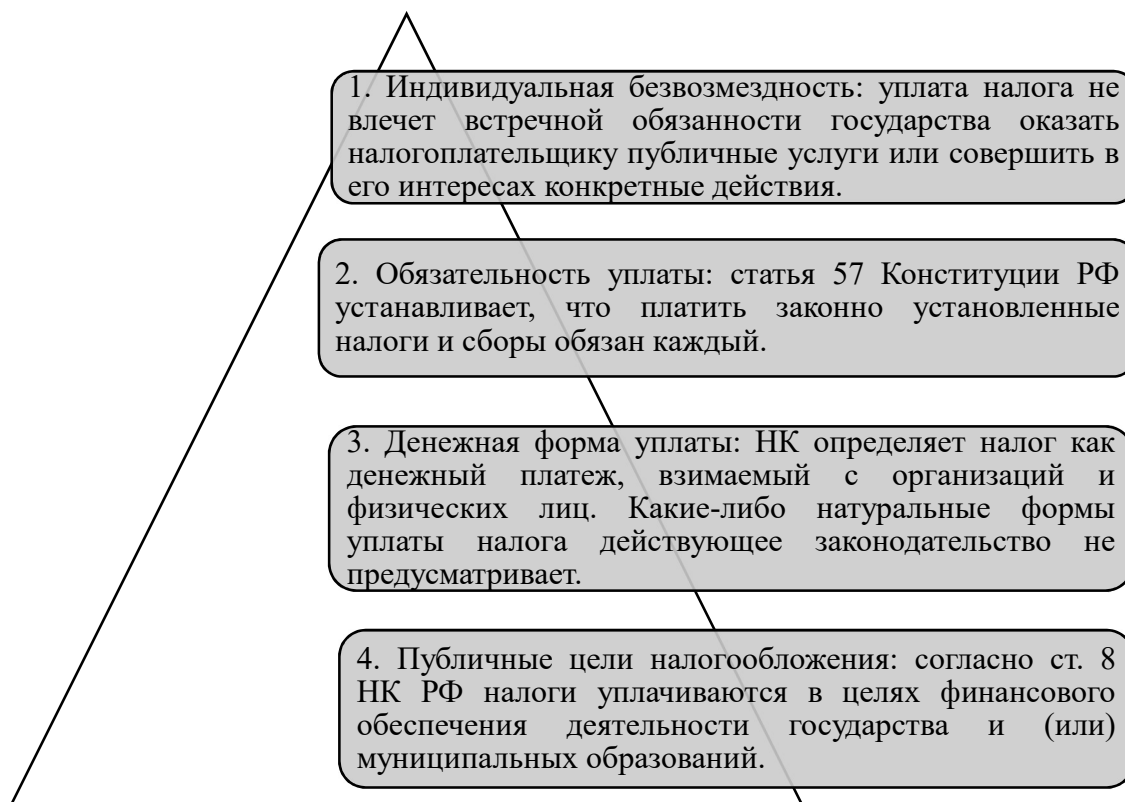 1. Индивидуальная безвозмездность: уплата налога не
влечет встречной обязанности государства оказать
налогоплательщику публичные услуги или совершить в
его интересах конкретные действия.
2. Обязательность уплаты: статья 57 Конституции РФ
устанавливает, что платить законно установленные
налоги и сборы обязан каждый.
3. Денежная форма уплаты: НК определяет налог как
денежный платеж, взимаемый с организаций и
физических лиц. Какие-либо натуральные формы
уплаты налога действующее законодательство не
предусматривает.
4. Публичные цели налогообложения: согласно ст. 8
НК РФ налоги уплачиваются в целях финансового
обеспечения деятельности государства и (или)
муниципальных образований.